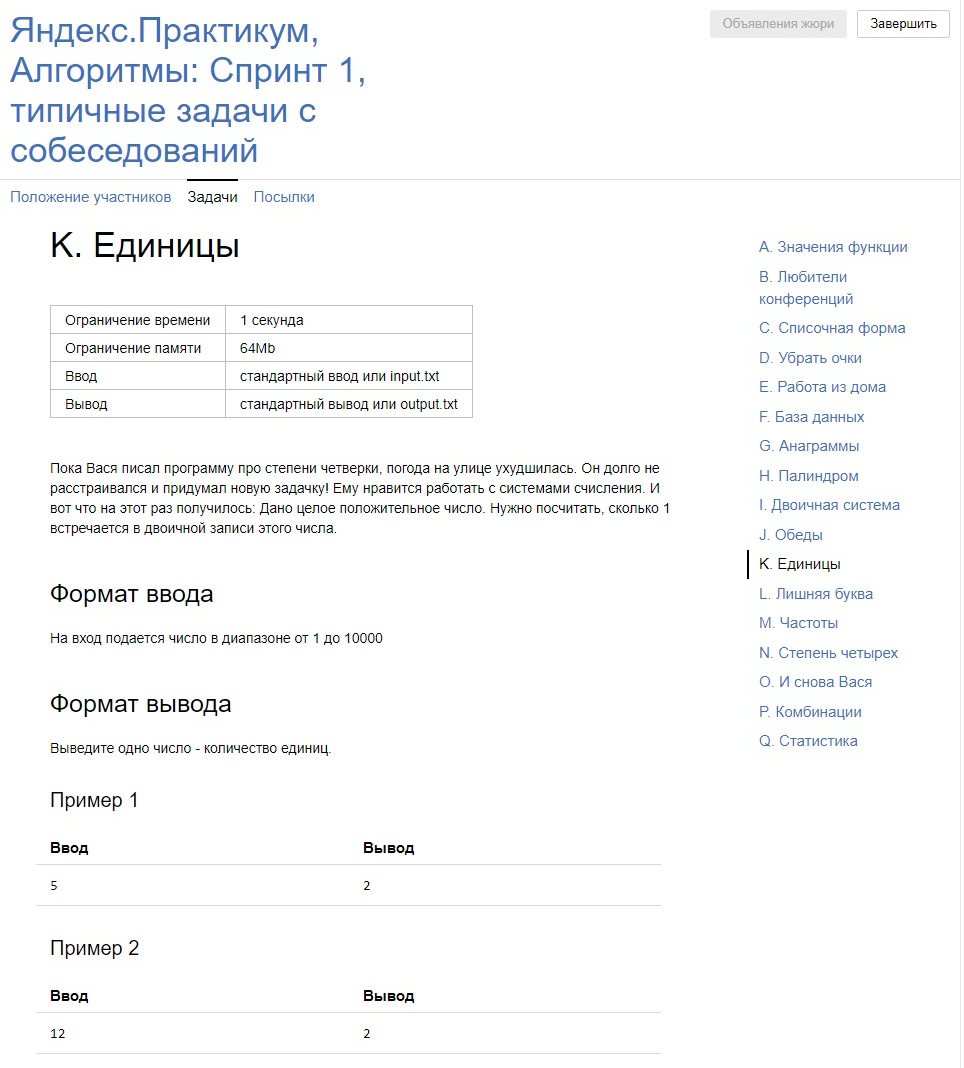 Яндекс.Практикум,
Алгоритмы: Спринт 1,
типичные задачи с
собеседований
Объявления жюри
Завершить
Положение участников Задачи Посылки
K. Единицы
Ограничение времени 1 секунда
Ограничение памяти 64Mb
Ввод стандартный ввод или input.txt
Вывод стандартный вывод или output.txt
Пока Вася писал программу про степени четверки, погода на улице ухудшилась. Он долго не
расстраивался и придумал новую задачку! Ему нравится работать с системами счисления. И
вот что на этот раз получилось: Дано целое положительное число. Нужно посчитать, сколько 1
встречается в двоичной записи этого числа.
Формат ввода
На вход подается число в диапазоне от 1 до 10000
Формат вывода
Выведите одно число - количество единиц.
Пример 1
Ввод Вывод
5 2
Пример 2
Ввод Вывод
12 2
A. Значения функции
B. Любители
конференций
C. Списочная форма
D. Убрать очки
E. Работа из дома
F. База данных
G. Анаграммы
H. Палиндром
I. Двоичная система
J. Обеды
K. Единицы
L. Лишняя буква
M. Частоты
N. Степень четырех
O. И снова Вася
P. Комбинации
Q. Статистика